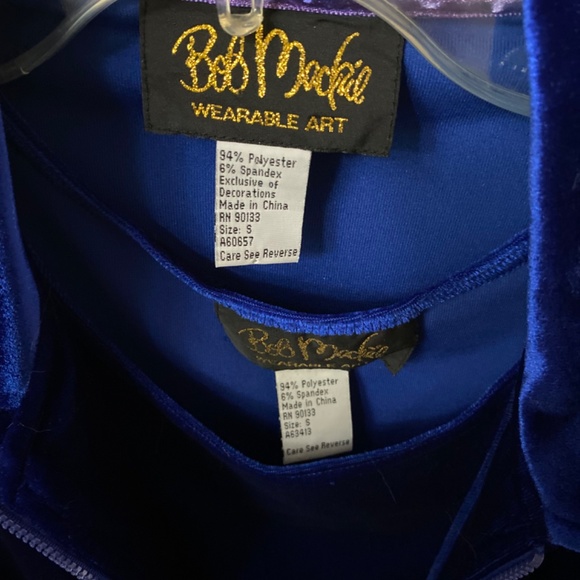 Bob Mackie
WEARABLE ART
94% Polyester
6% Spandex
Exclusive of
Decorations
Made in China
RN 90133
Size: S
A60657
Care See Reverse
Bob Mackie
WEARABLE
94% Polyester
6% Spandex
Made in China
RN 90133
Size: S
A63413
Care See Reverse